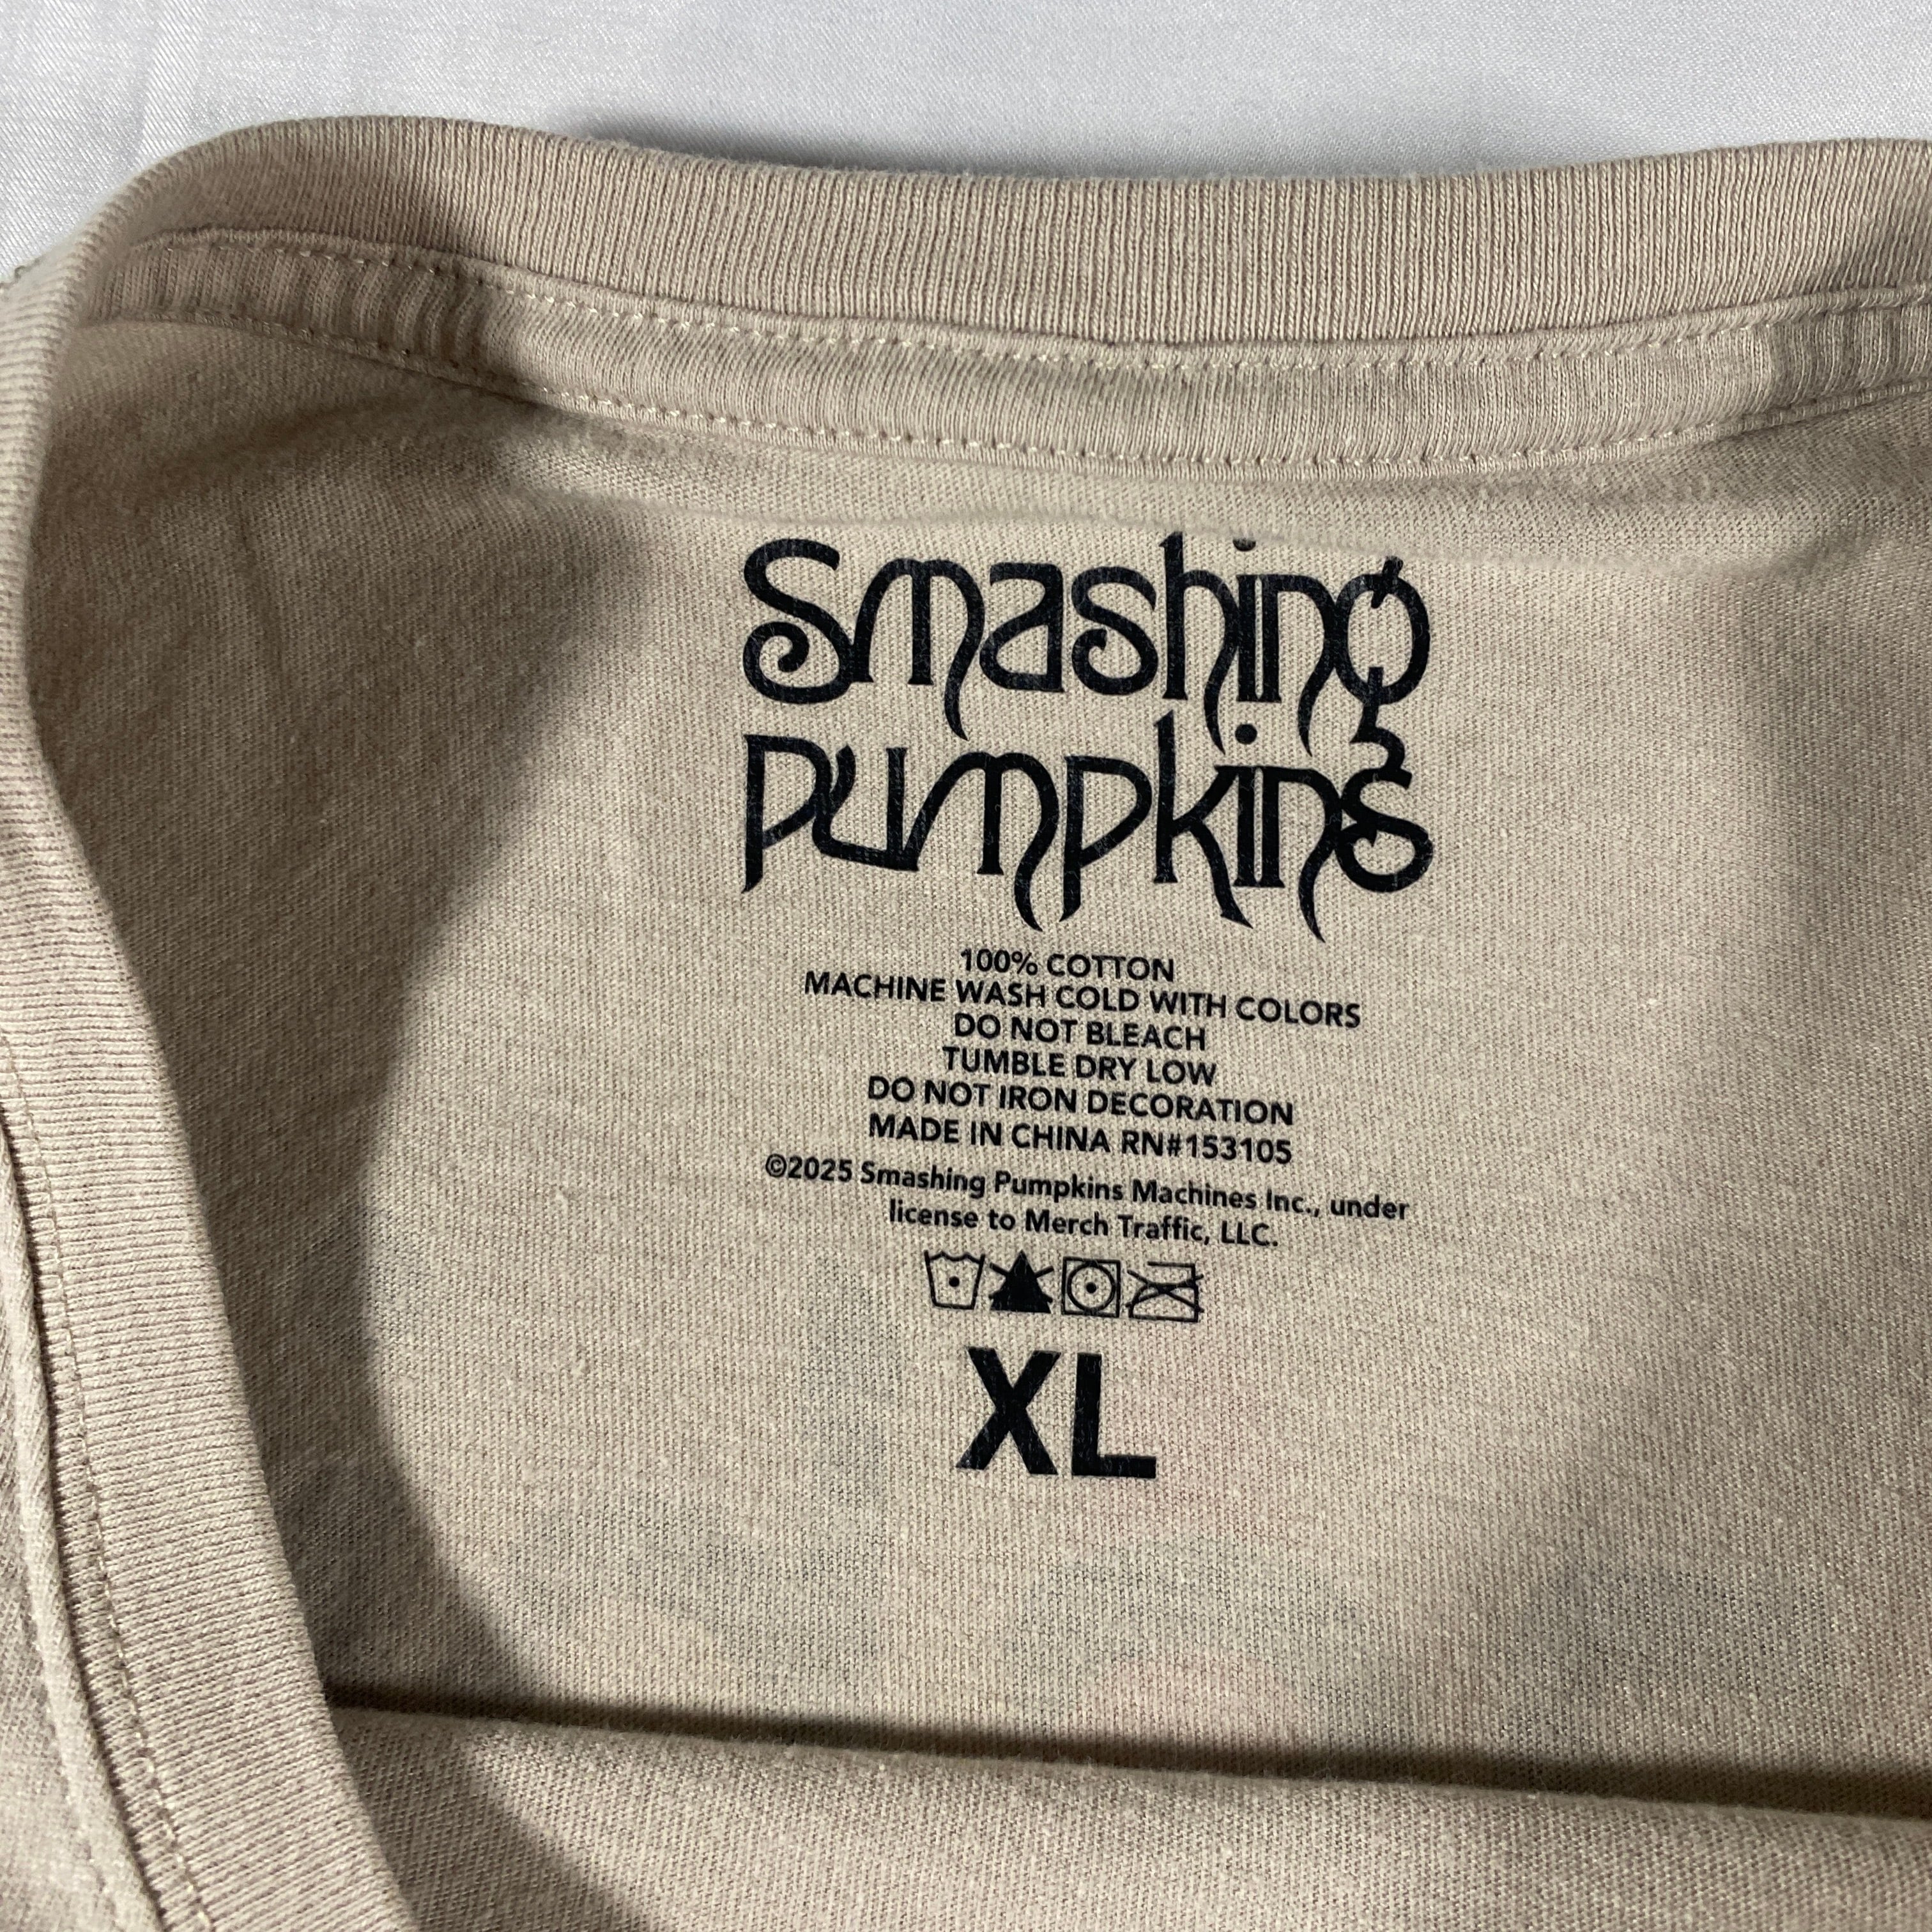 Smashing
pumpkins
100% COTTON
MACHINE WASH COLD WITH COLORS
DO NOT BLEACH
TUMBLE DRY LOW
DO NOT IRON DECORATION
MADE IN CHINA RN#153105
©2025 Smashing Pumpkins Machines Inc., under
license to Merch Traffic, LLC.
XL